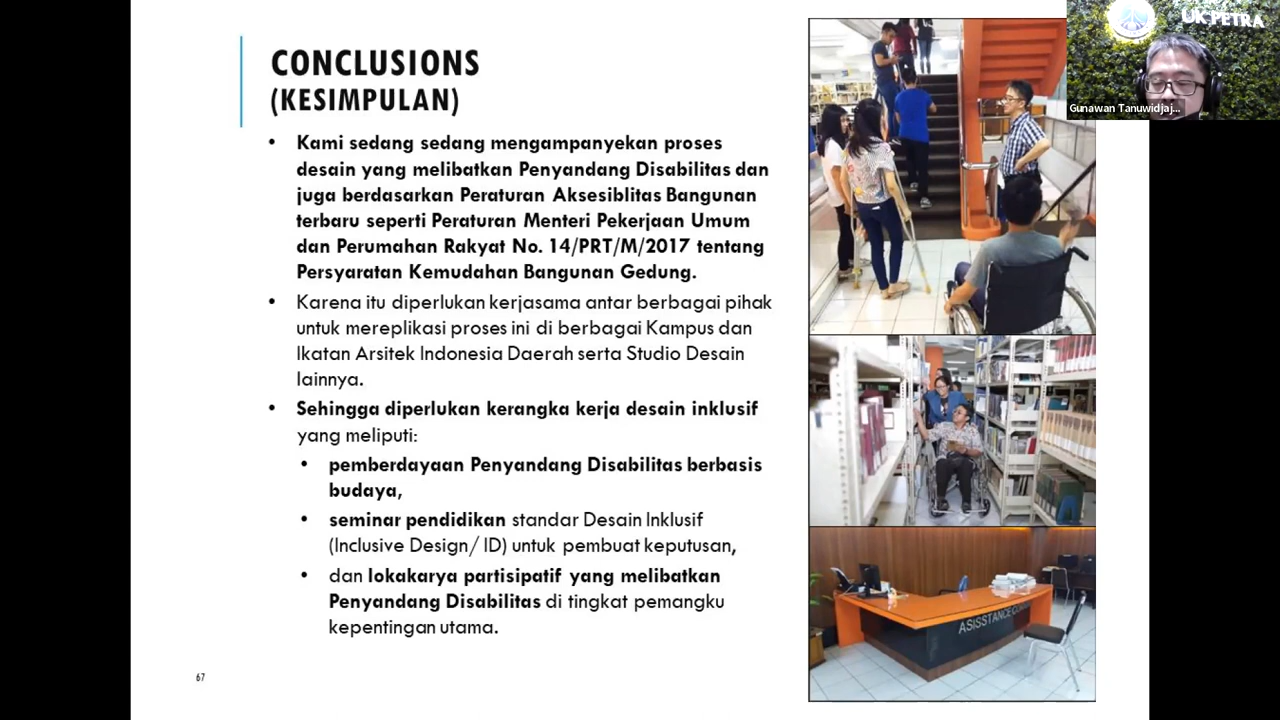 CONCLUSIONS
(KESIMPULAN)
• Kami sedang sedang mengampanyekan proses
desain yang melibatkan Penyandang Disabilitas dan
juga berdasarkan Peraturan Aksesiblitas Bangunan
terbaru seperti Peraturan Menteri Pekerjaan Umum
dan Perumahan Rakyat No. 14/PRT/M/2017 tentang
Persyaratan Kemudahan Bangunan Gedung.
• Karena itu diperlukan kerjasama antar berbagai pihak
untuk mereplikasi proses ini di berbagai Kampus dan
Ikatan Arsitek Indonesia Daerah serta Studio Desain
lainnya.
• Sehingga diperlukan kerangka kerja desain inklusif
yang meliputi:
• pemberdayaan Penyandang Disabilitas berbasis
budaya,
• seminar pendidikan standar Desain Inklusif
(Inclusive Design/ ID) untuk pembuat keputusan,
• dan lokakarya partisipatif yang melibatkan
Penyandang Disabilitas di tingkat pemangku
kepentingan utama.
67
UK PETRA
Gunawan Tanuwidjaj...
ASISSTANCE